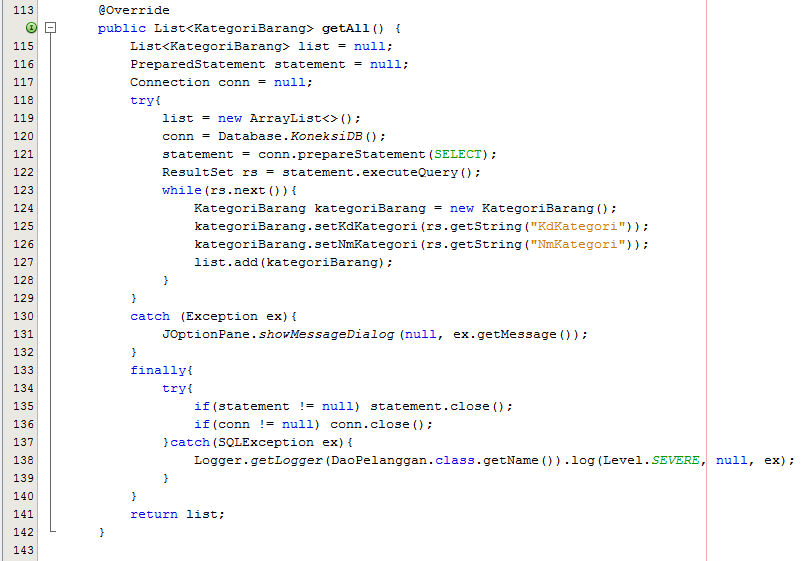 113        @Override
           public List<KategoriBarang> getAll() {
115            List<KategoriBarang> list = null;
116            PreparedStatement statement = null;
117            Connection conn = null;
118            try{
119                list = new ArrayList<>();
120                conn = Database.KoneksiDB();
121                statement = conn.prepareStatement(SELECT);
122                ResultSet rs = statement.executeQuery();
123                while(rs.next()){
124                    KategoriBarang kategoriBarang = new KategoriBarang();
125                    kategoriBarang.setKdKategori(rs.getString("KdKategori"));
126                    kategoriBarang.setNmKategori(rs.getString("NmKategori"));
127                    list.add(kategoriBarang);
128                }
129            }
130            catch (Exception ex){
131                JOptionPane.showMessageDialog(null, ex.getMessage());
132            }
133            finally{
134                try{
135                    if(statement != null) statement.close();
136                    if(conn != null) conn.close();
137                }catch(SQLException ex){
138                    Logger.getLogger(DaoPelanggan.class.getName()).log(Level.SEVERE, null, ex);
139                }
140            }
141            return list;
142        }
143